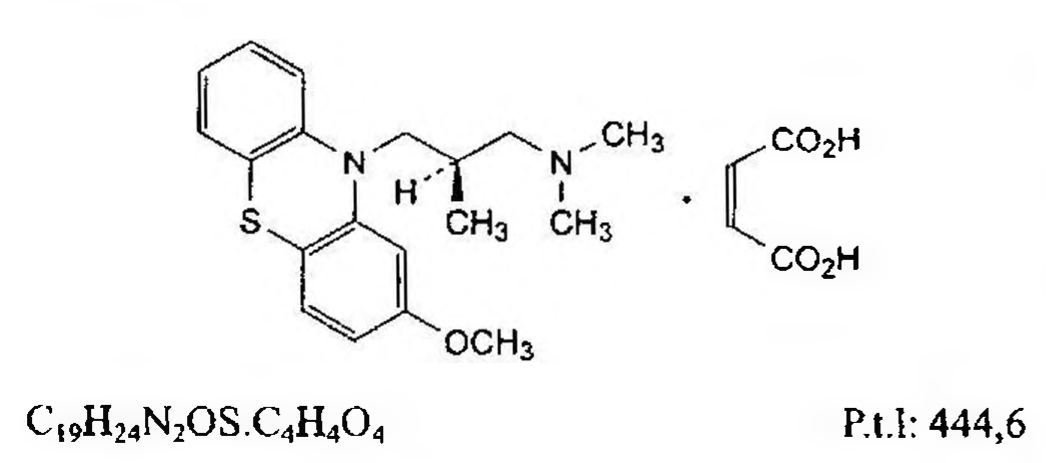 N
CH₃
CO₂H
H
N
S
CH₃
CH₃
CO₂H
OCH₃
C₁₉H₂₄N₂OS.C₄H₄O₄
P.t.l: 444,6